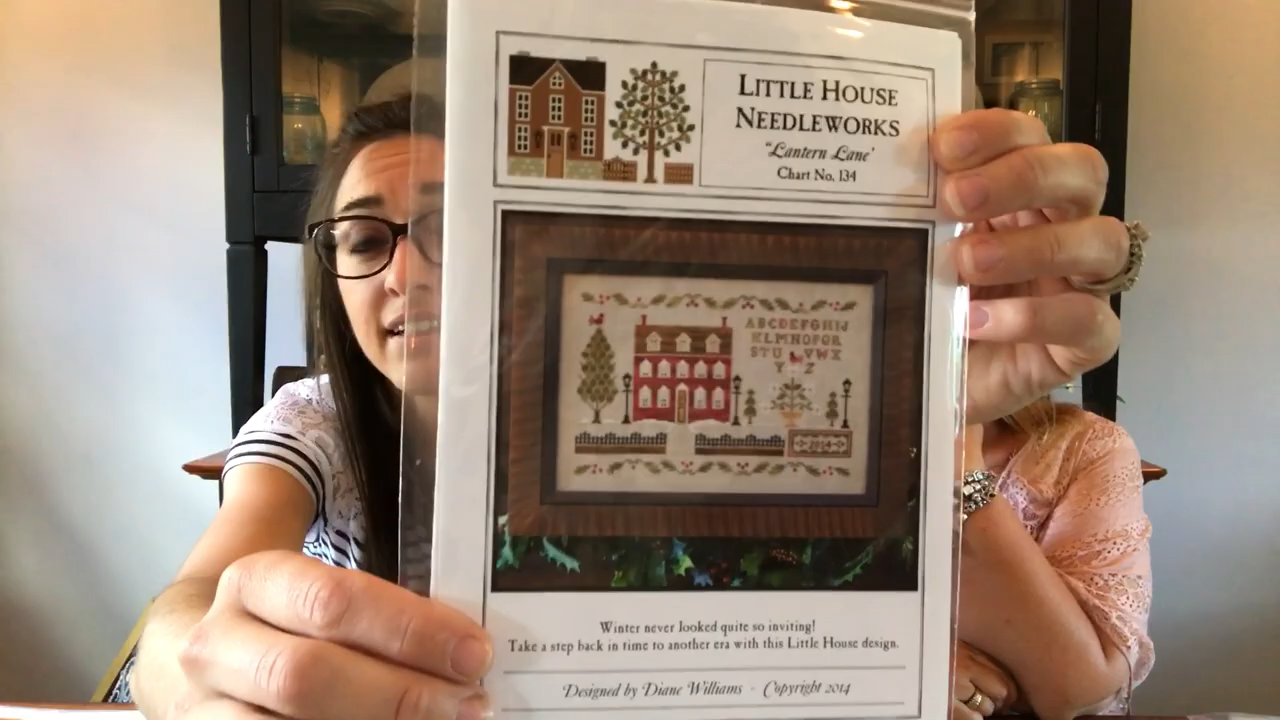 LITTLE HOUSE
NEEDLEWORKS
"Lantern Lane'
Chart No. 134
ABCDEFGHIJ
KLMNOPQR
STU VWX
Y Z
2014
Winter never looked quite so inviting!
Take a step back in time to another era with this Little House design.
Designed by Diane Williams - Copyright 2014